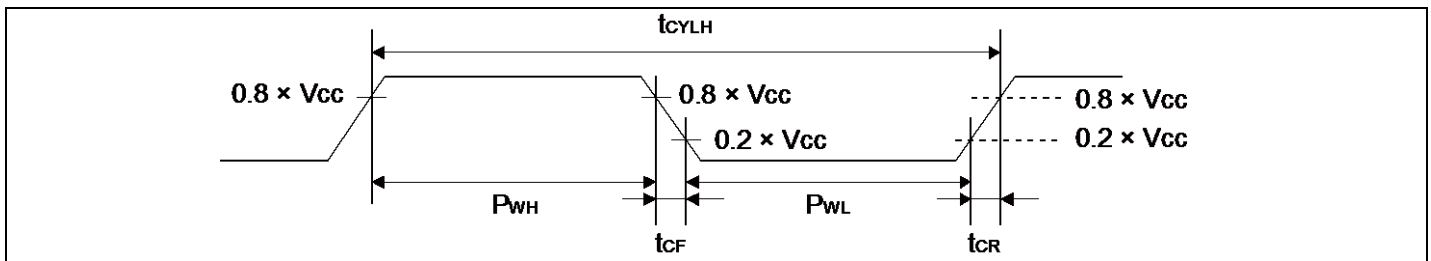 tCYLH
0.8 × Vcc
0.8 × Vcc
0.8 × Vcc
0.2 × Vcc
0.2 × Vcc
PWH
PWL
tCF
tCR